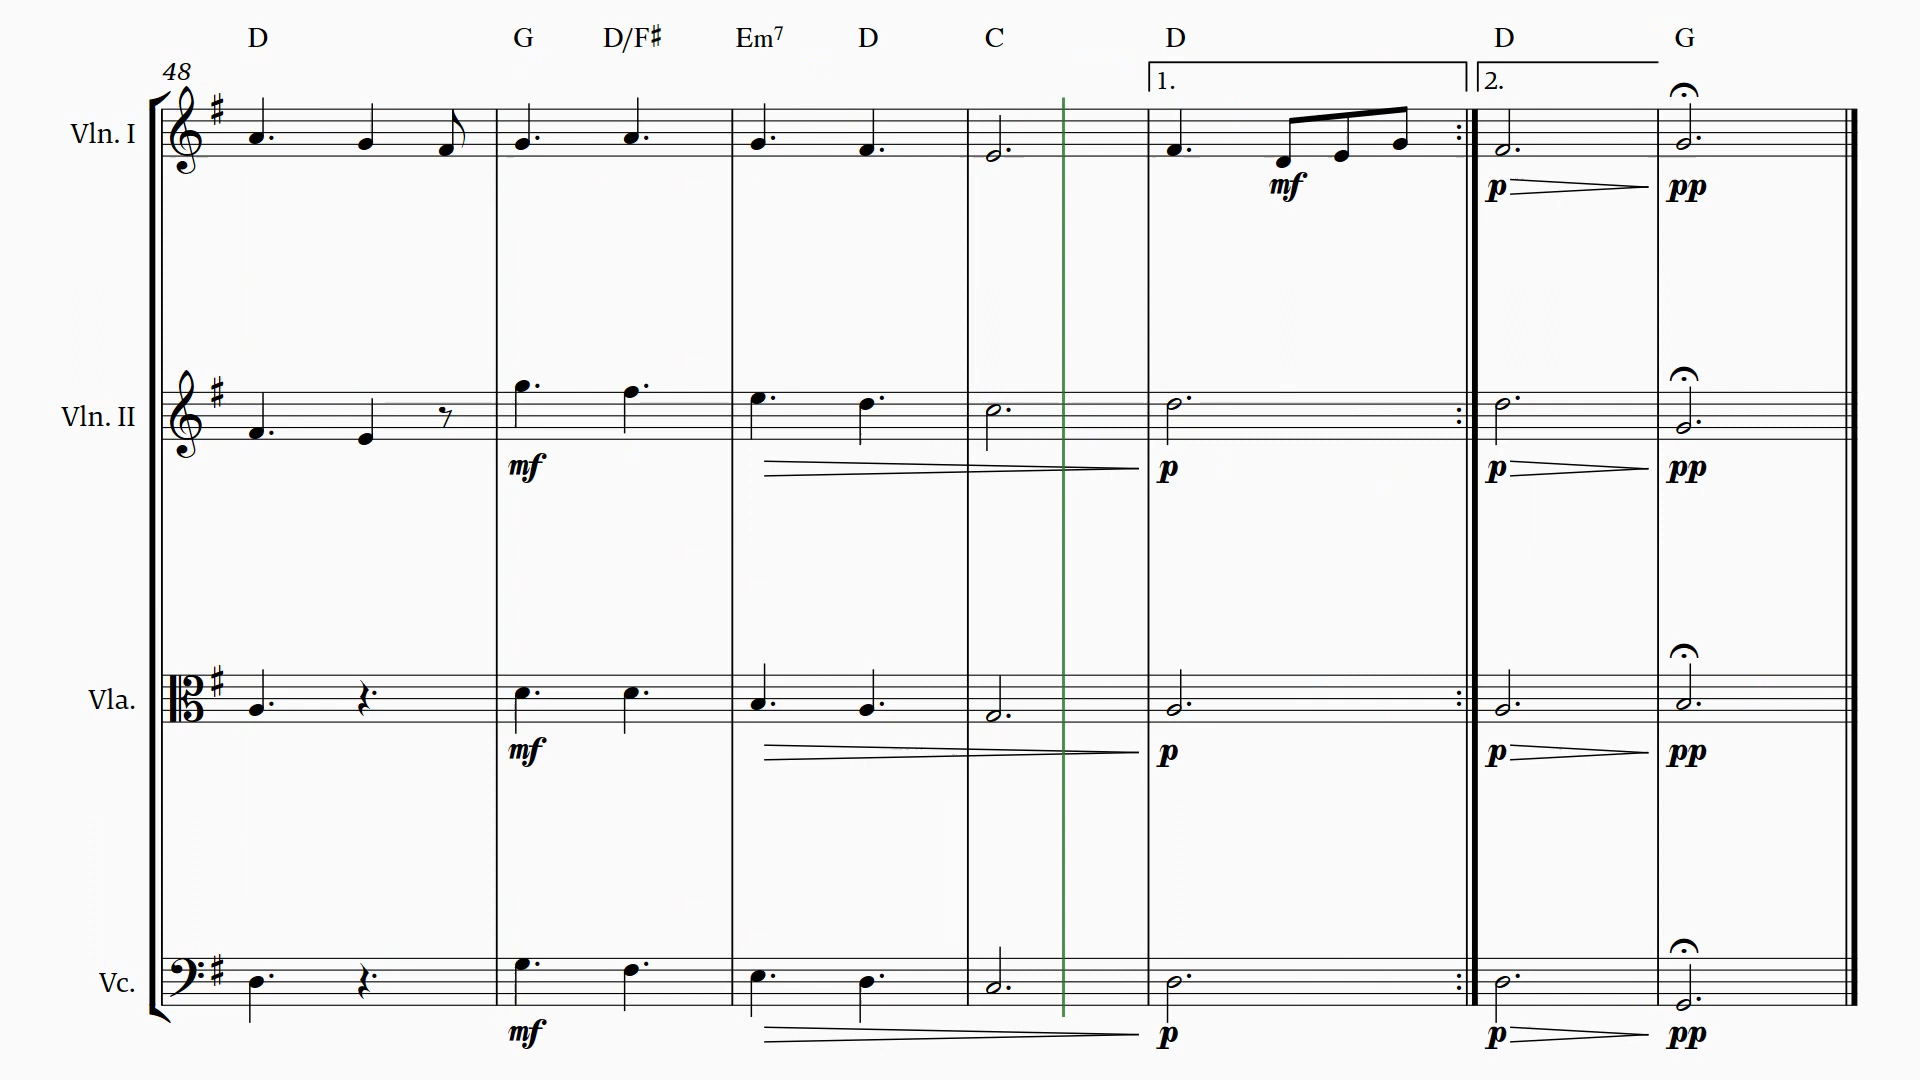 D G D/F♯ Em7 D C D D G
48
1. 2.
Vln. I
mf p pp
Vln. II
mf p p pp
Vla.
mf p p pp
Vc.
mf p p pp